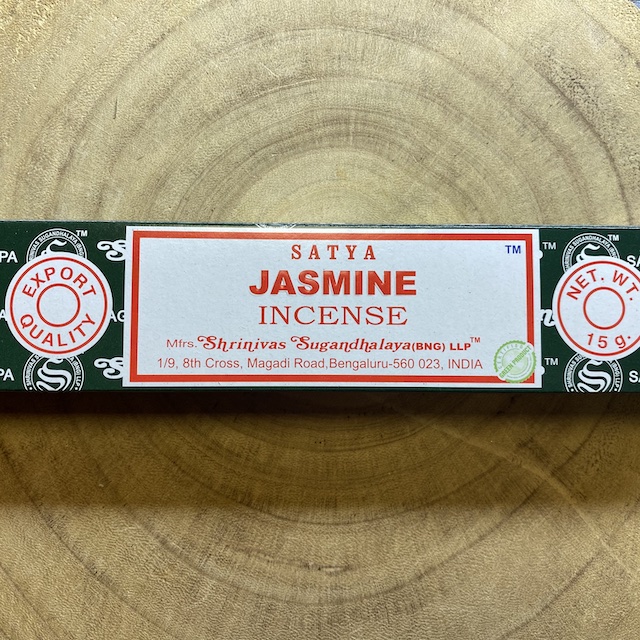 SATYA
TM
JASMINE
INCENSE
Mfrs. Shrinivas Sugandhalaya(BNG) LLP™
1/9, 8th Cross, Magadi Road,Bengaluru-560 023, INDIA
EXPORT
QUALITY
NET. WT.
15 g.